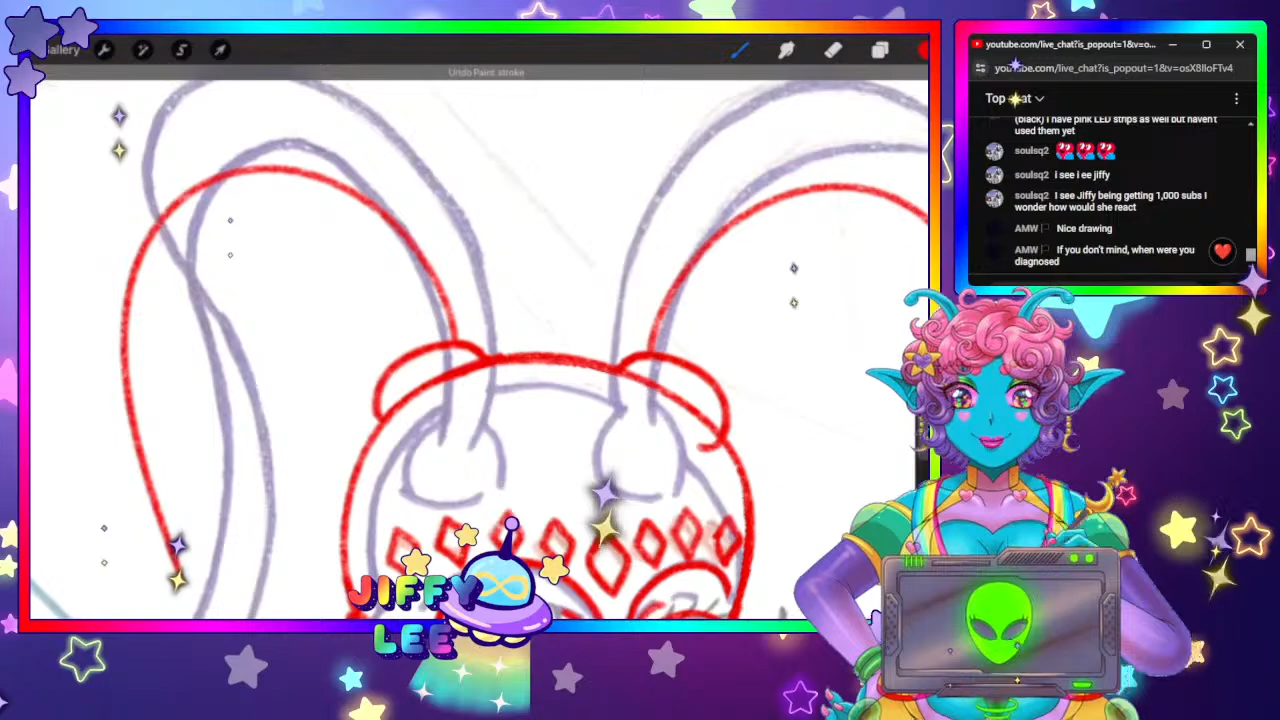 allery
Undo Paint stroke
youtube.com/live_chat?is_popout=1&v=o...
youtube.com/live_chat?is_popout=1&v=osX8IIoFTv4
Top chat
(black) I have pink LED strips as well but haven't
used them yet
soulsq2
soulsq2 i see i ee jiffy
soulsq2 I see Jiffy being getting 1,000 subs I
wonder how would she react
AMW Nice drawing
AMW If you don't mind, when were you
diagnosed
JIFFY
LEE